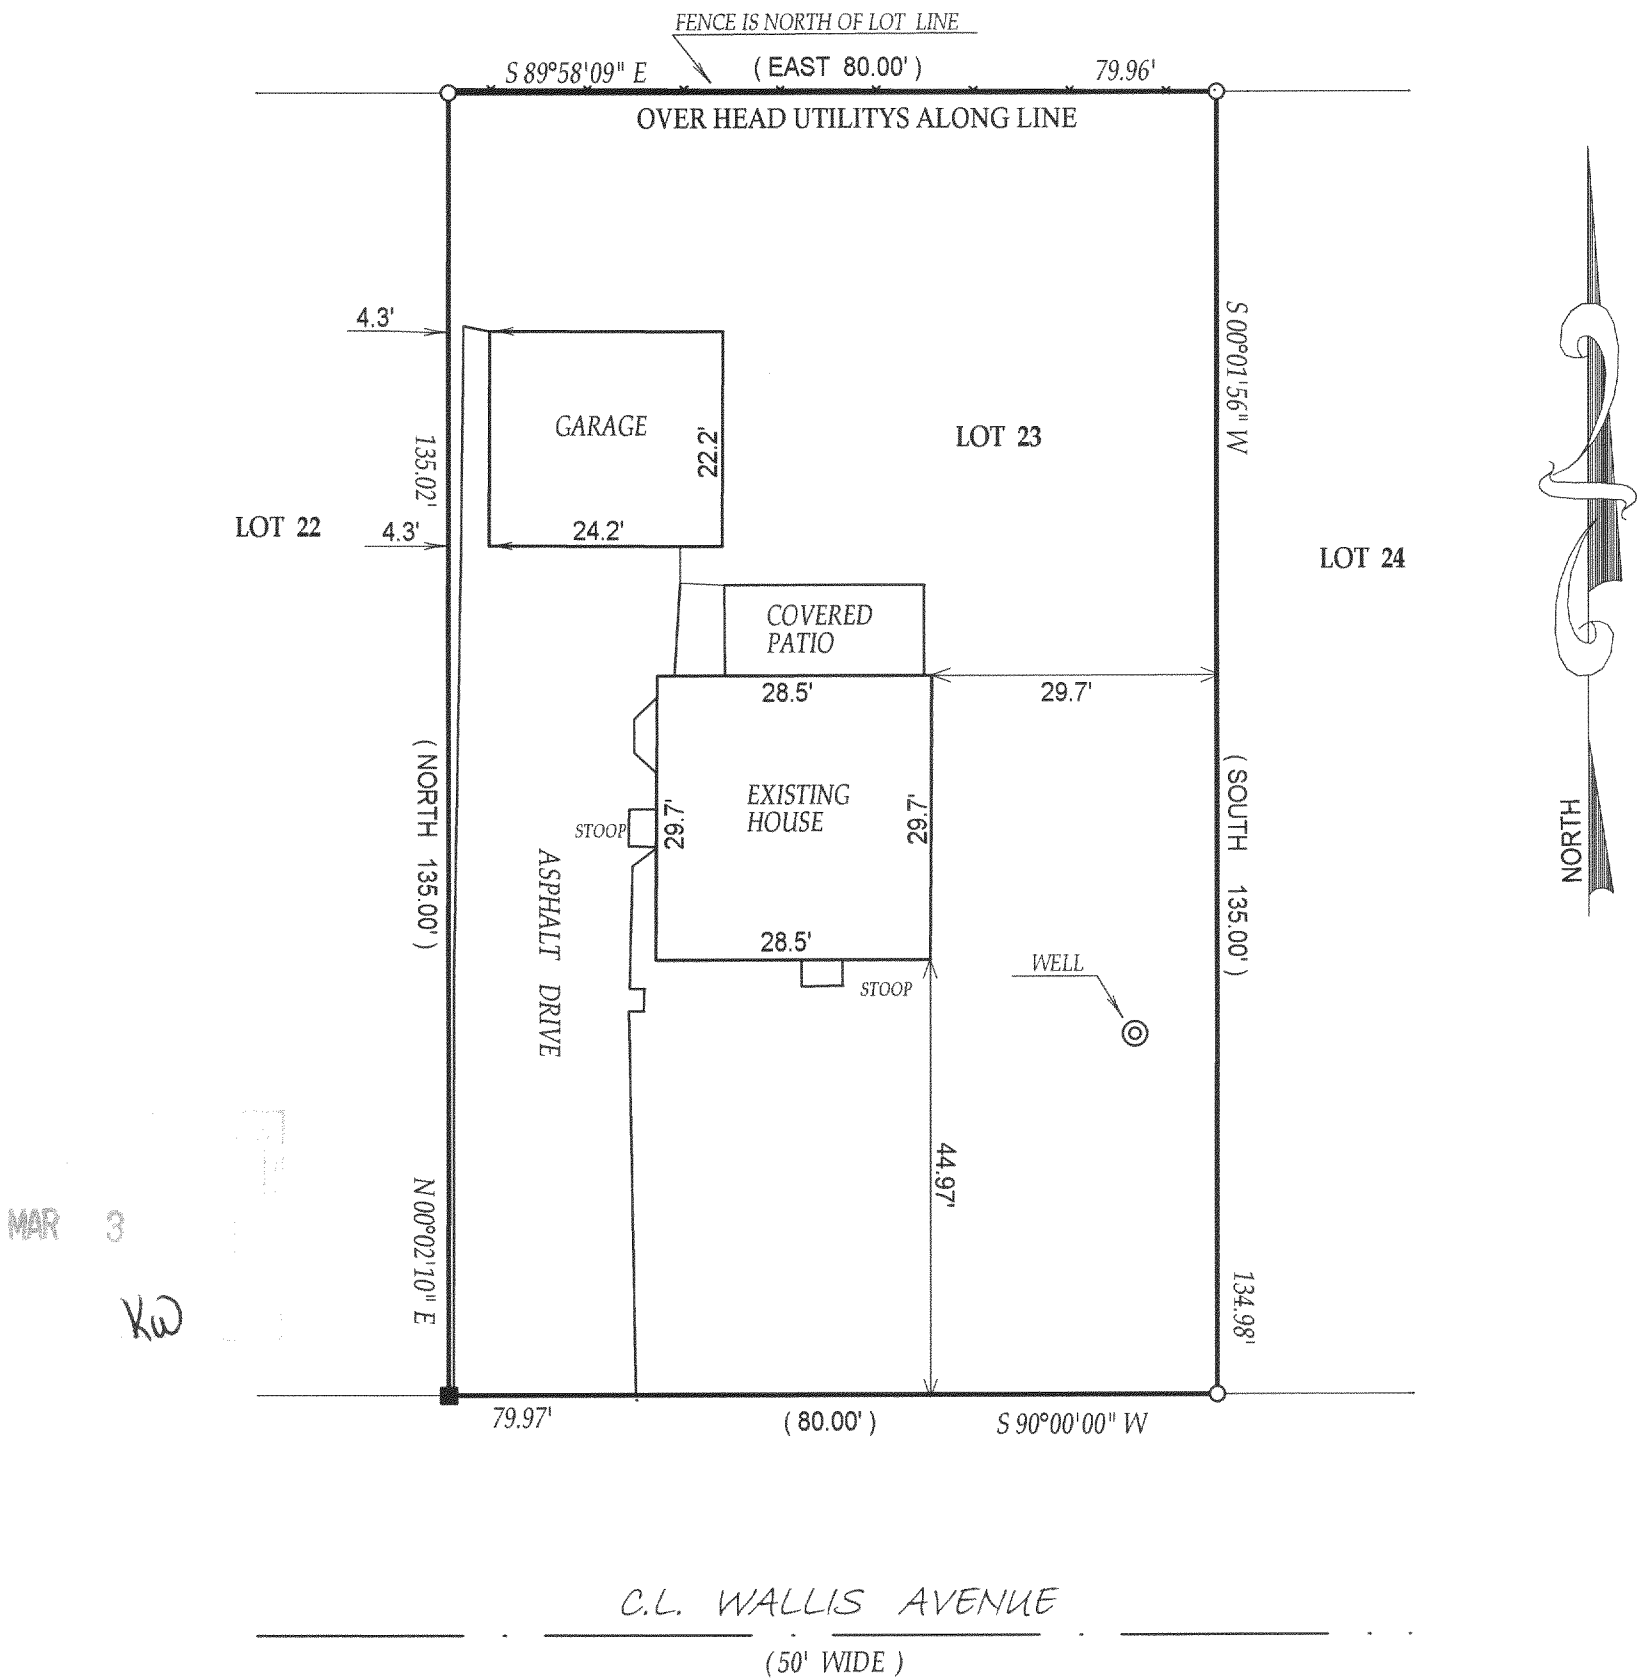 FENCE IS NORTH OF LOT LINE
S 89°58'09" E
( EAST 80.00' )
79.96'
OVER HEAD UTILITYS ALONG LINE
4.3'
S 00°01'56" W
GARAGE
22.2'
LOT 23
135.02'
LOT 22
4.3'
24.2'
LOT 24
COVERED
PATIO
28.5'
29.7'
( NORTH 135.00' )
EXISTING
HOUSE
STOOP
29.7'
29.7'
( SOUTH 135.00' )
NORTH
ASPHALT DRIVE
28.5'
STOOP
WELL
44.97'
N 00°02'10" E
MAR 3
KW
134.98'
79.97'
( 80.00' )
S 90°00'00" W
C.L. WALLIS AVENUE
( 50' WIDE )